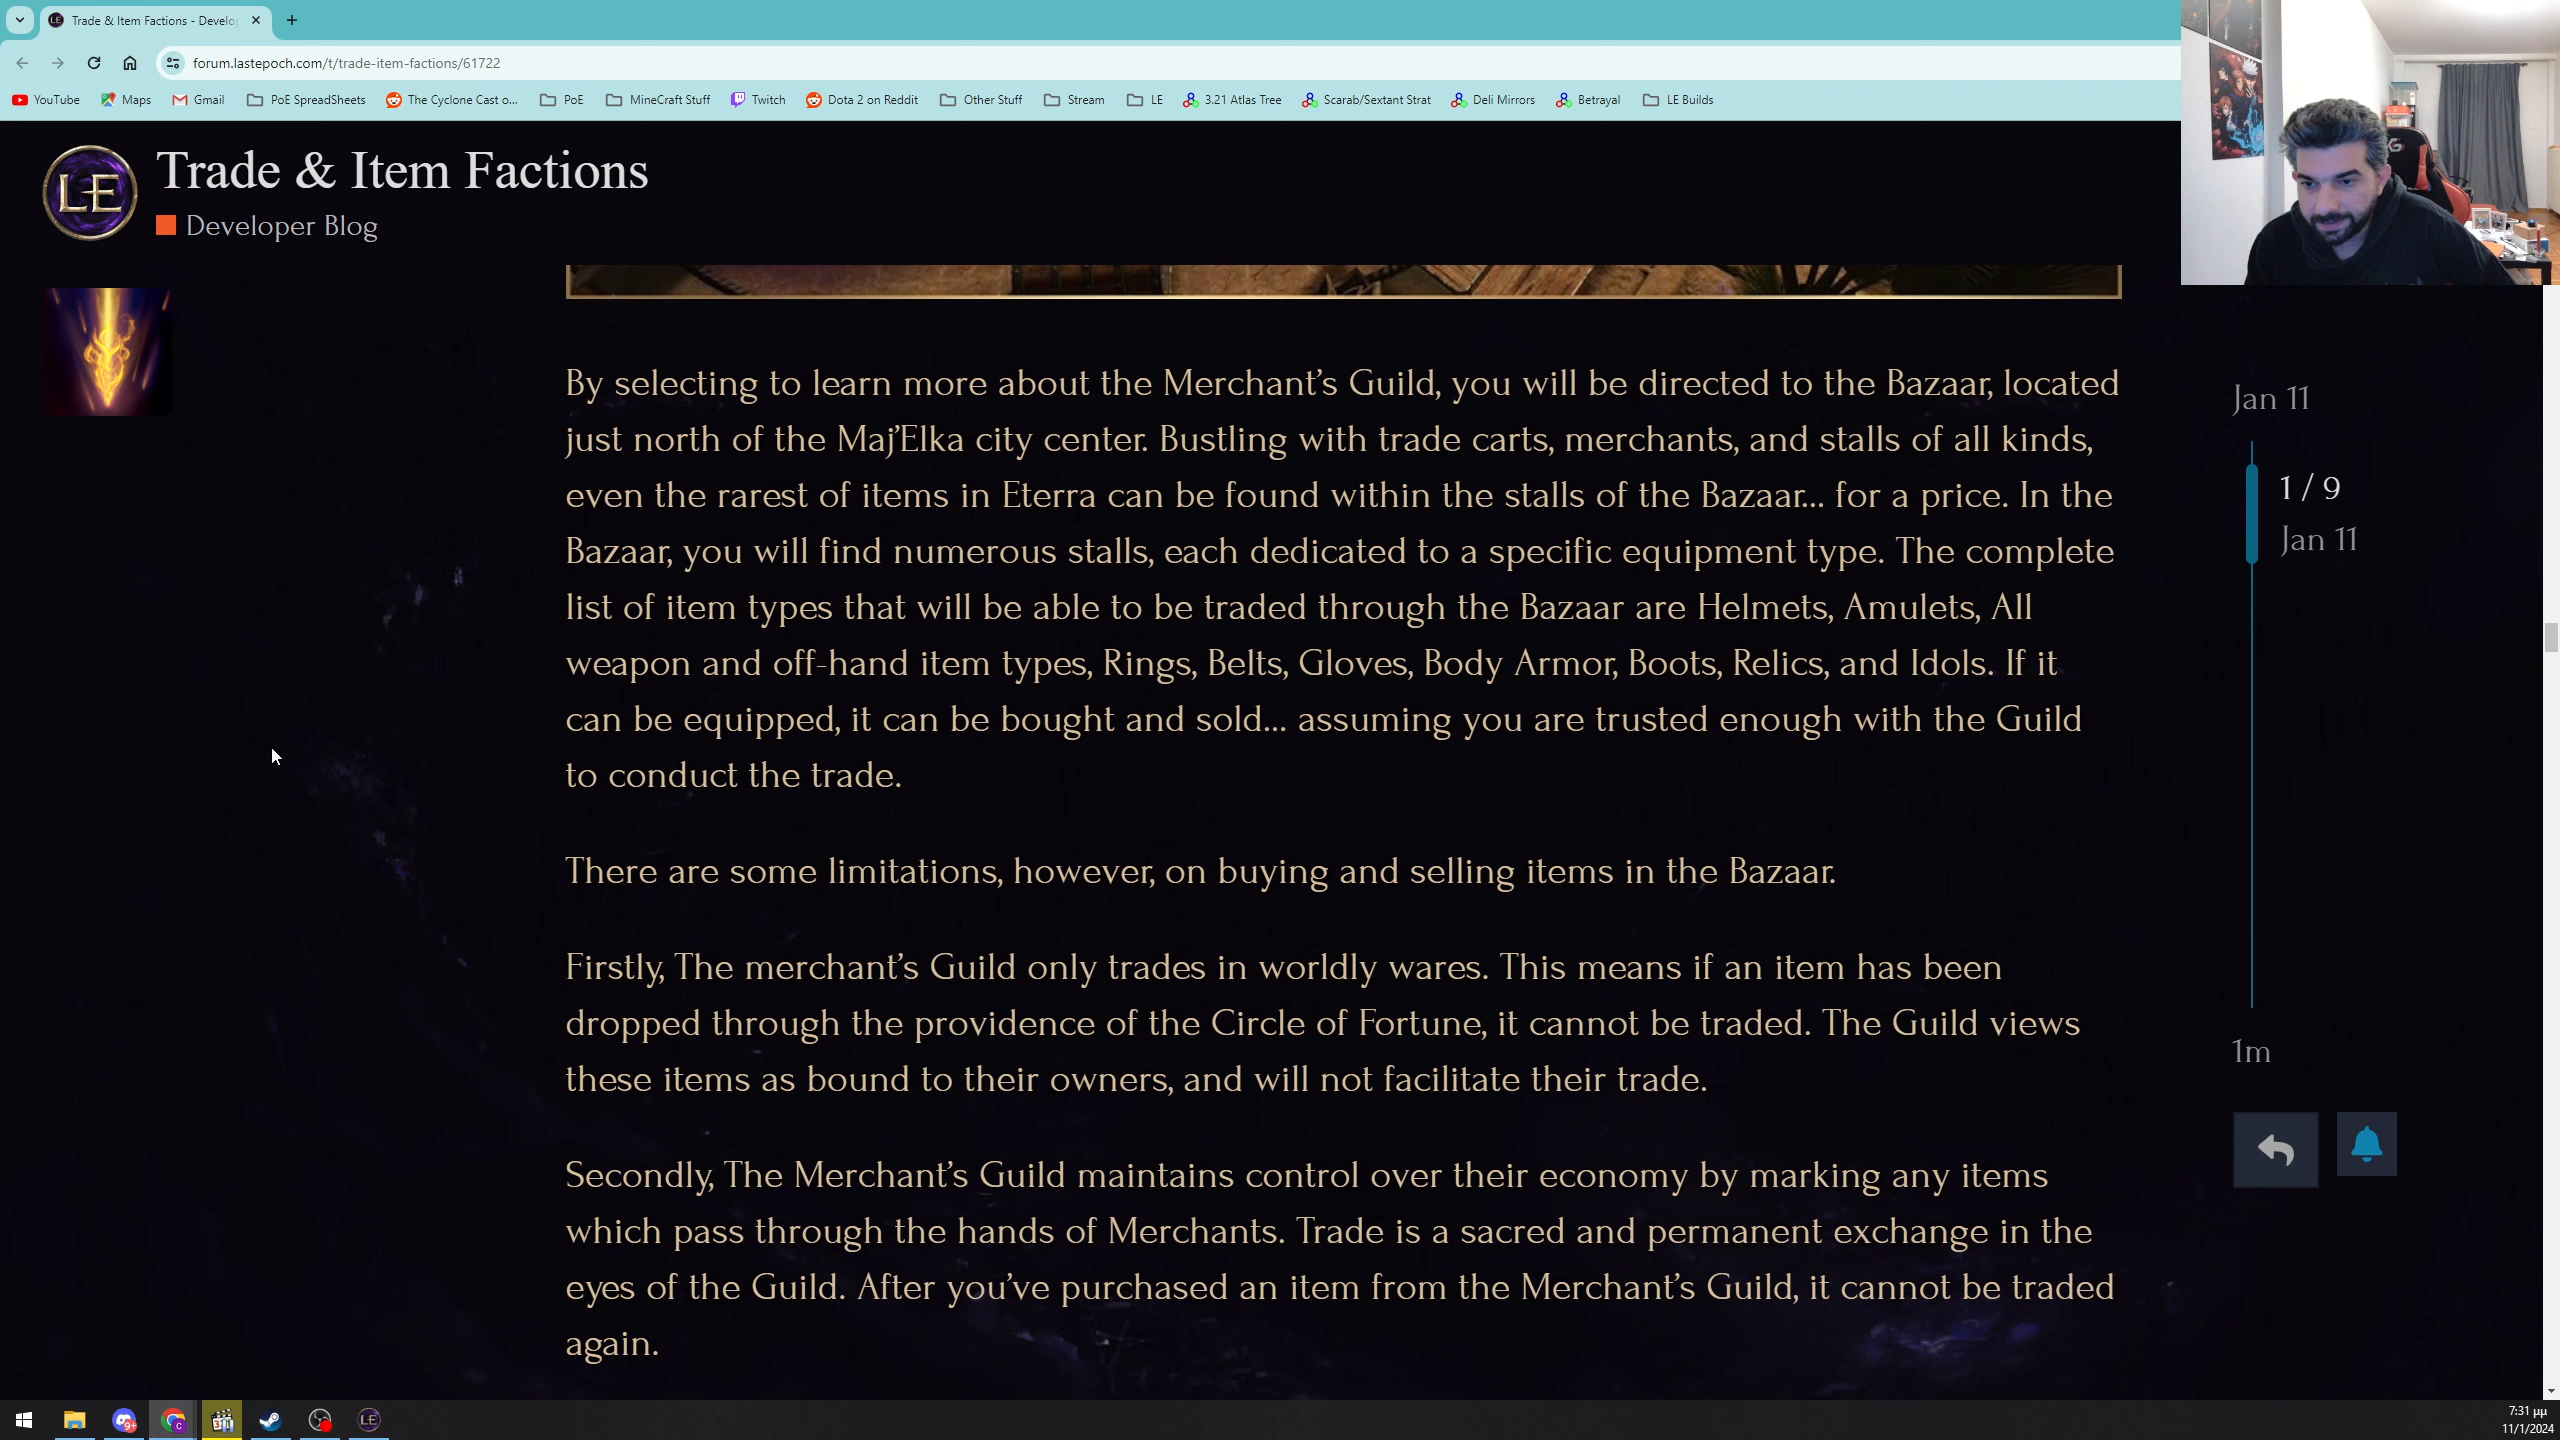 Trade & Item Factions - Develo
forum.lastepoch.com/t/trade-item-factions/61722
YouTube Maps Gmail PoE SpreadSheets The Cyclone Cast o... PoE MineCraft Stuff Twitch Dota 2 on Reddit Other Stuff Stream LE 3.21 Atlas Tree Scarab/Sextant Strat Deli Mirrors Betrayal LE Builds
LE
Trade & Item Factions
Developer Blog
By selecting to learn more about the Merchant’s Guild, you will be directed to the Bazaar, located
just north of the Maj’Elka city center. Bustling with trade carts, merchants, and stalls of all kinds,
even the rarest of items in Eterra can be found within the stalls of the Bazaar… for a price. In the
Bazaar, you will find numerous stalls, each dedicated to a specific equipment type. The complete
list of item types that will be able to be traded through the Bazaar are Helmets, Amulets, All
weapon and off-hand item types, Rings, Belts, Gloves, Body Armor, Boots, Relics, and Idols. If it
can be equipped, it can be bought and sold… assuming you are trusted enough with the Guild
to conduct the trade.
There are some limitations, however, on buying and selling items in the Bazaar.
Firstly, The merchant’s Guild only trades in worldly wares. This means if an item has been
dropped through the providence of the Circle of Fortune, it cannot be traded. The Guild views
these items as bound to their owners, and will not facilitate their trade.
Secondly, The Merchant’s Guild maintains control over their economy by marking any items
which pass through the hands of Merchants. Trade is a sacred and permanent exchange in the
eyes of the Guild. After you’ve purchased an item from the Merchant’s Guild, it cannot be traded
again.
Jan 11
1 / 9
Jan 11
1m
9+
LE
7:31 μμ
11/1/2024